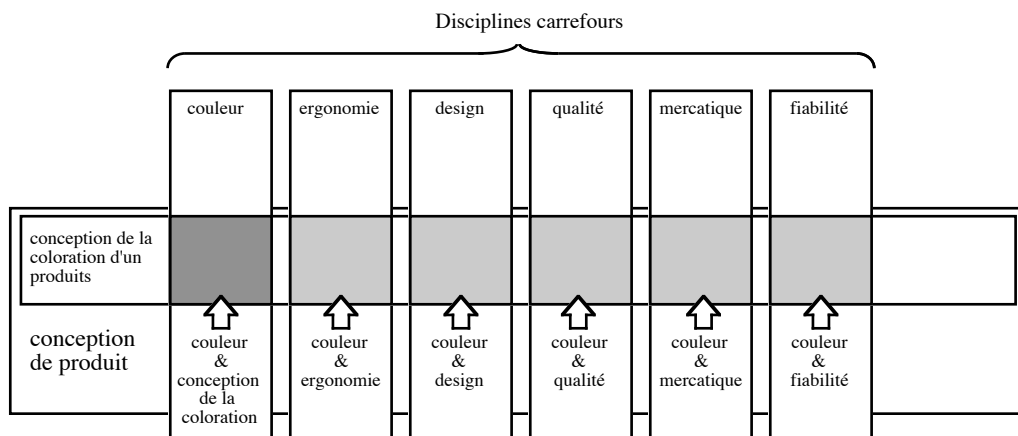 Disciplines carrefours
couleur
ergonomie
design
qualité
mercatique
fiabilité
conception de la
coloration d'un
produits
conception
de produit
couleur
&
conception
de la
coloration
couleur
&
ergonomie
couleur
&
design
couleur
&
qualité
couleur
&
mercatique
couleur
&
fiabilité